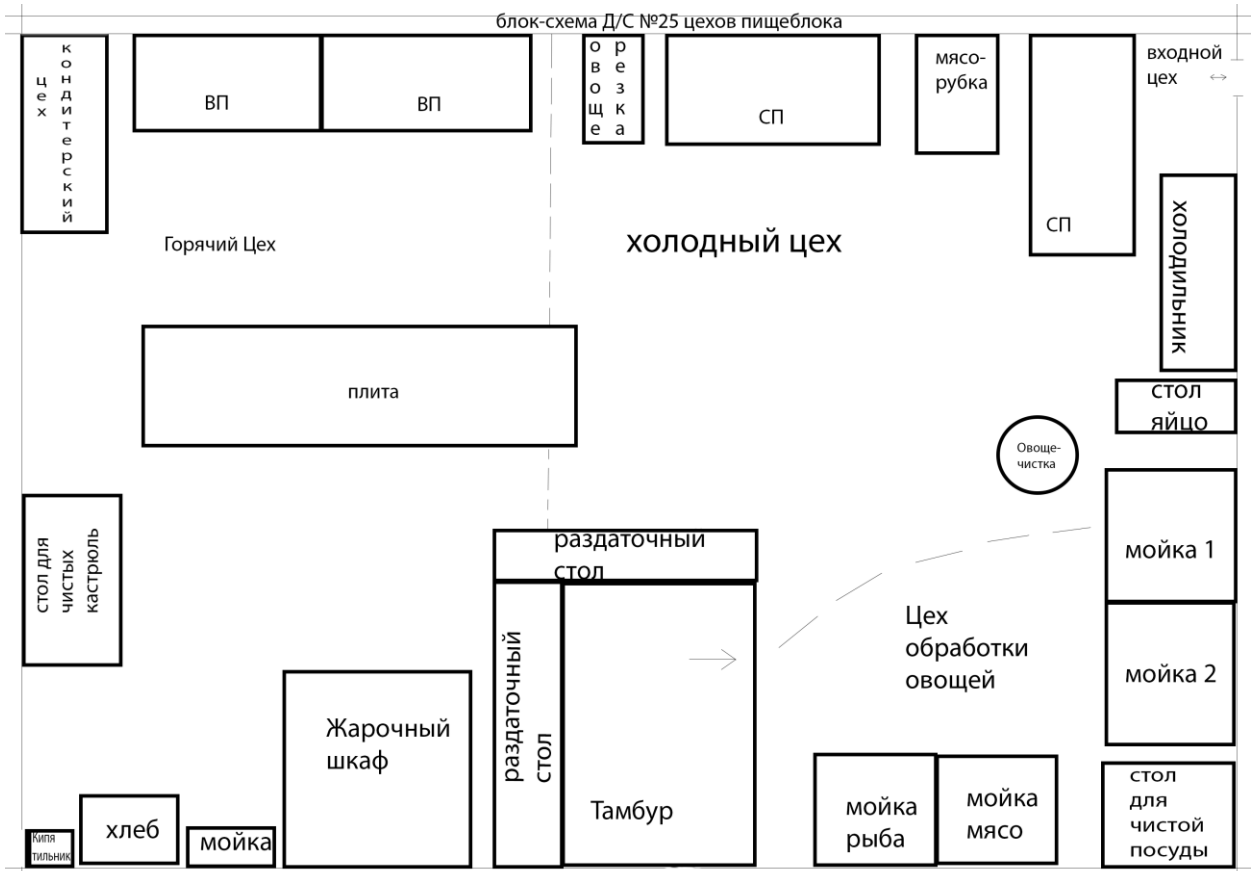 блок-схема Д/С №25 цехов пищеблока
кондитерский
цех
ВП
ВП
овоще
резка
СП
мясо-
рубка
СП
входной
цех
холодильник
Горячий Цех
холодный цех
плита
стол
яйцо
Овоще-
чистка
мойка 1
мойка 2
стол для
чистых
кастрюль
раздаточный
стол
раздаточный
стол
Цех
обработки
овощей
Жарочный
шкаф
Тамбур
Кипя
тильник
хлеб
мойка
мойка
рыба
мойка
мясо
стол
для
чистой
посуды